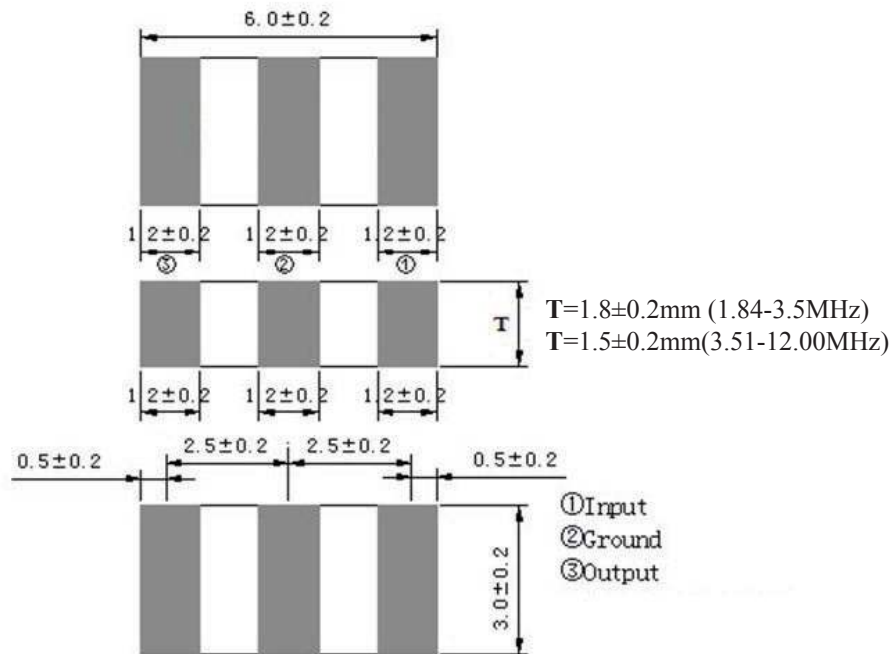 6.0±0.2
1.2±0.2 1.2±0.2 1.2±0.2
③ ② ①
T
T=1.8±0.2mm (1.84-3.5MHz)
T=1.5±0.2mm(3.51-12.00MHz)
1.2±0.2 1.2±0.2 1.2±0.2
0.5±0.2 2.5±0.2 2.5±0.2 0.5±0.2
3.0±0.2
①Input
②Ground
③Output